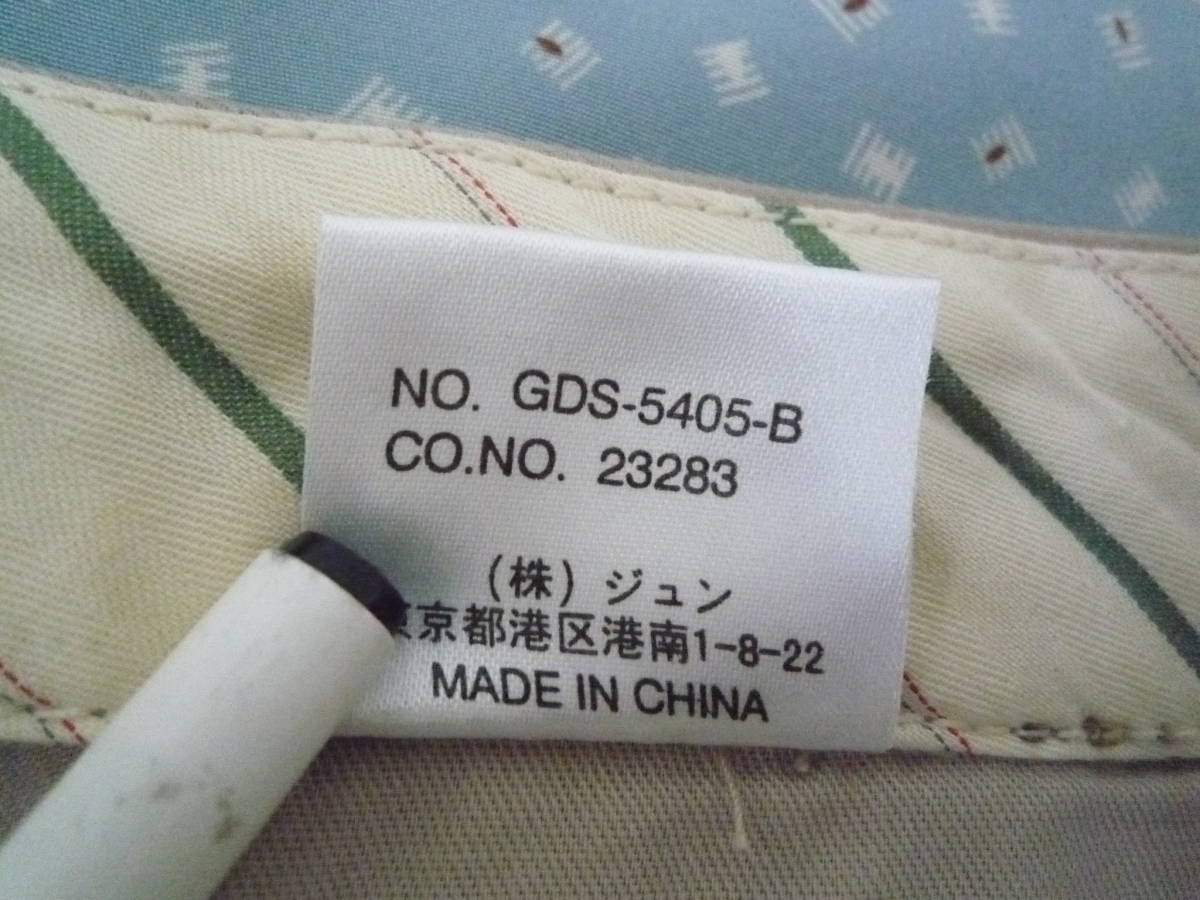 NO. GDS-5405-B
CO.NO. 23283
(株) ジュン
東京都港区港南1-8-22
MADE IN CHINA